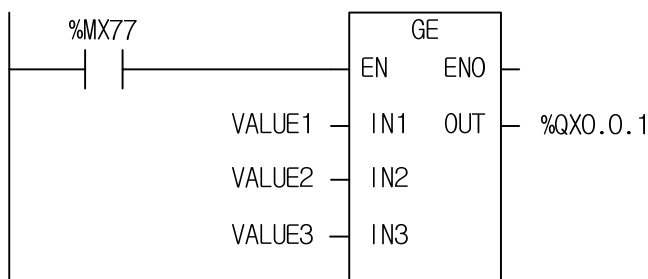 %MX77
GE
EN ENO
VALUE1 IN1 OUT %QX0.0.1
VALUE2 IN2
VALUE3 IN3